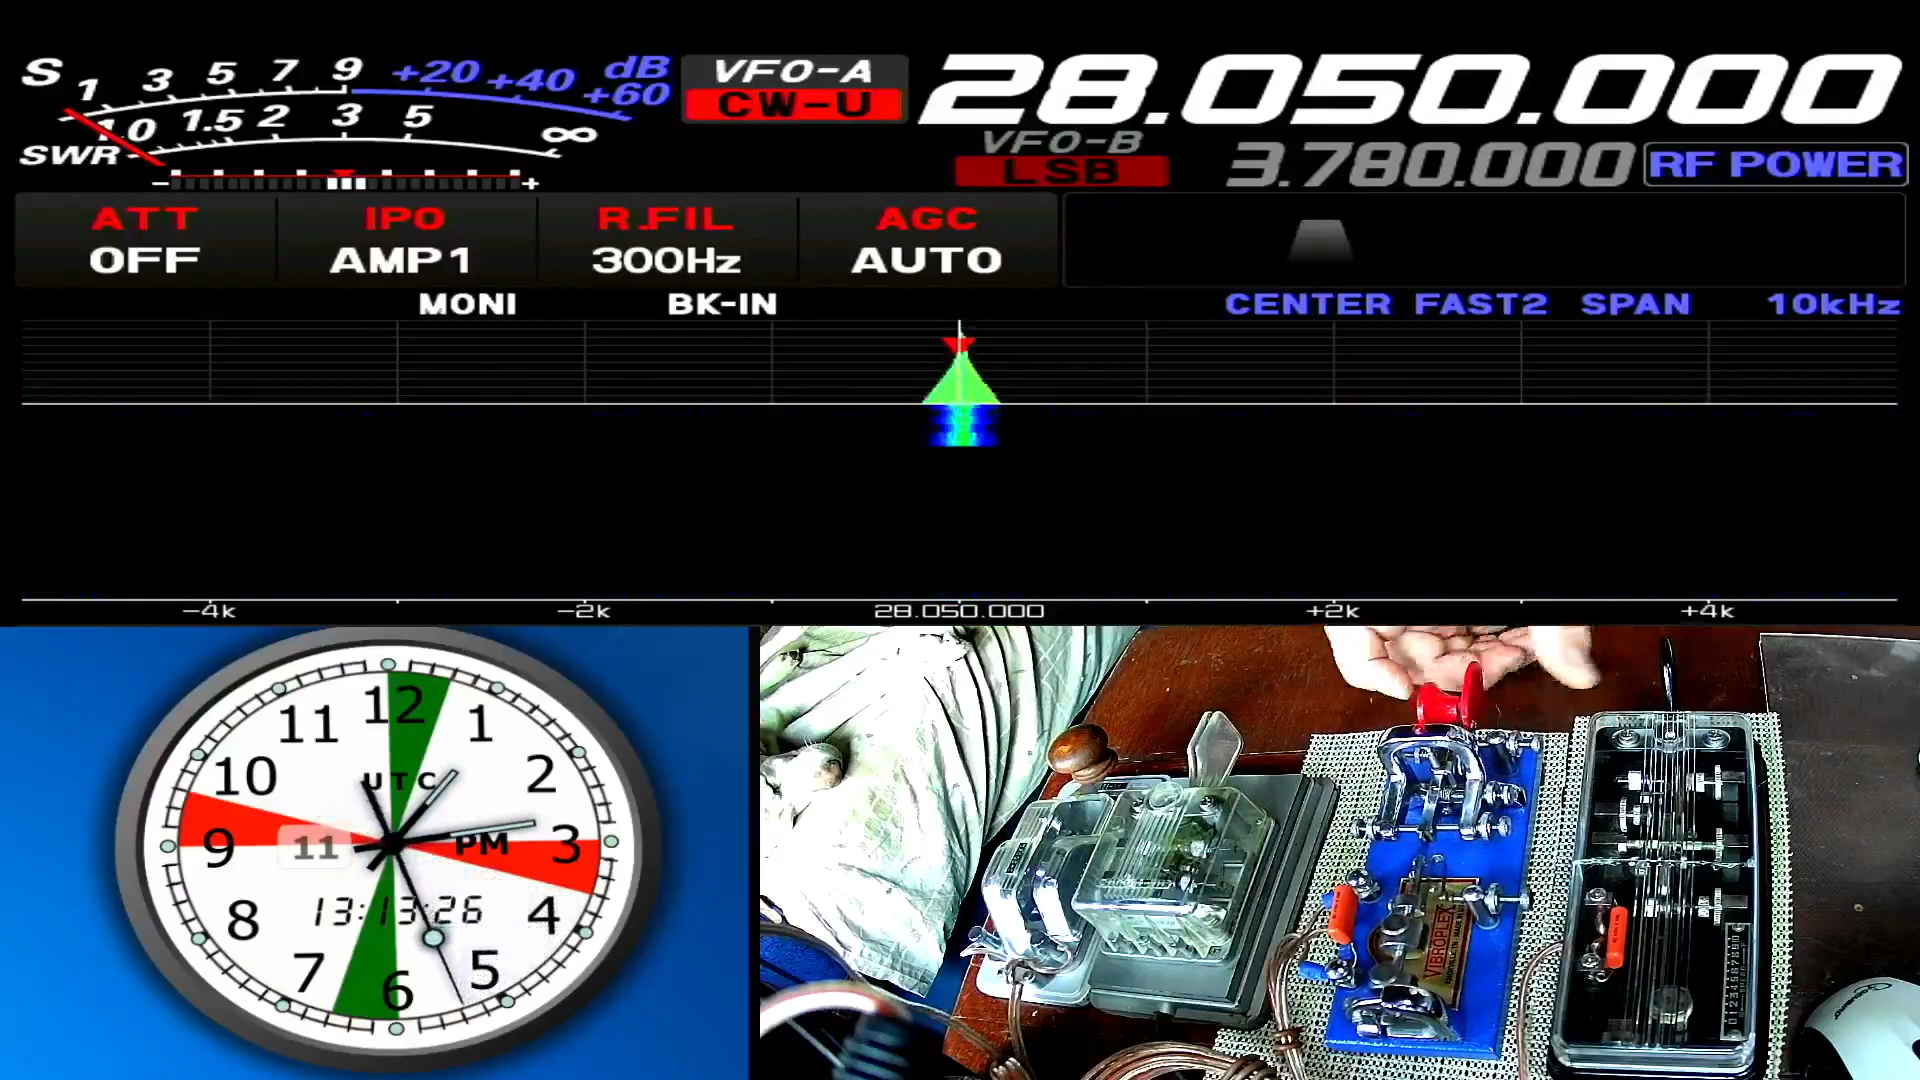 S 1 3 5 7 9 +20 +40 +60 dB
SWR 1.0 1.5 2 3 5 ∞
− +
VFO-A
CW-U
28.050.000
VFO-B
LSB
3.780.000
RF POWER
ATT IPO R.FIL AGC
OFF AMP1 300Hz AUTO
MONI BK-IN CENTER FAST2 SPAN 10kHz
-4k -2k 28.050.000 +2k +4k
12
11 1
10 UTC 2
9 11 PM 3
13:13:26
8 4
7 5
6
VIBROPLEX